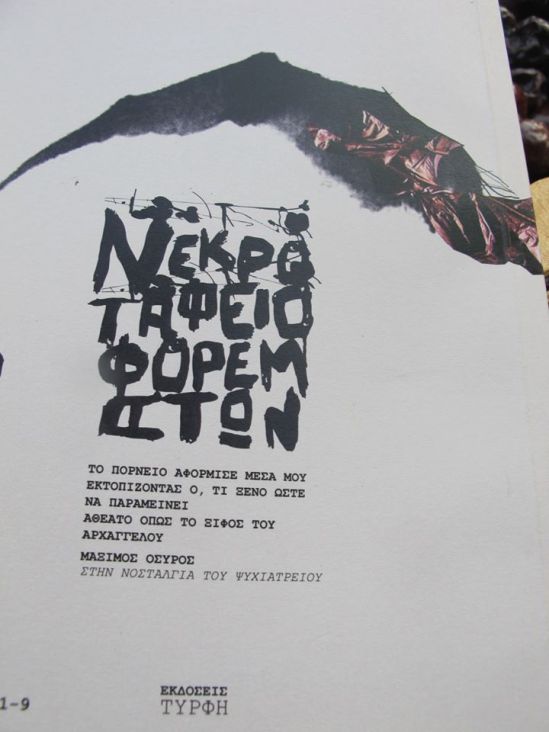 ΝΕΚΡΟ
ΤΑΦΕΙΟ
ΦΟΡΕΜ
ΑΤΩΝ
ΤΟ ΠΟΡΝΕΙΟ ΑΦΟΡΜΙΣΕ ΜΕΣΑ ΜΟΥ
ΕΚΤΟΠΙΖΟΝΤΑΣ Ο, ΤΙ ΞΕΝΟ ΩΣΤΕ
ΝΑ ΠΑΡΑΜΕΙΝΕΙ
ΑΘΕΑΤΟ ΟΠΩΣ ΤΟ ΞΙΦΟΣ ΤΟΥ
ΑΡΧΑΓΓΕΛΟΥ
ΜΑΞΙΜΟΣ ΟΣΥΡΟΣ
ΣΤΗΝ ΝΟΣΤΑΛΓΙΑ ΤΟΥ ΨΥΧΙΑΤΡΕΙΟΥ
1-9
ΕΚΔΟΣΕΙΣ
ΤΥΡΦΗ